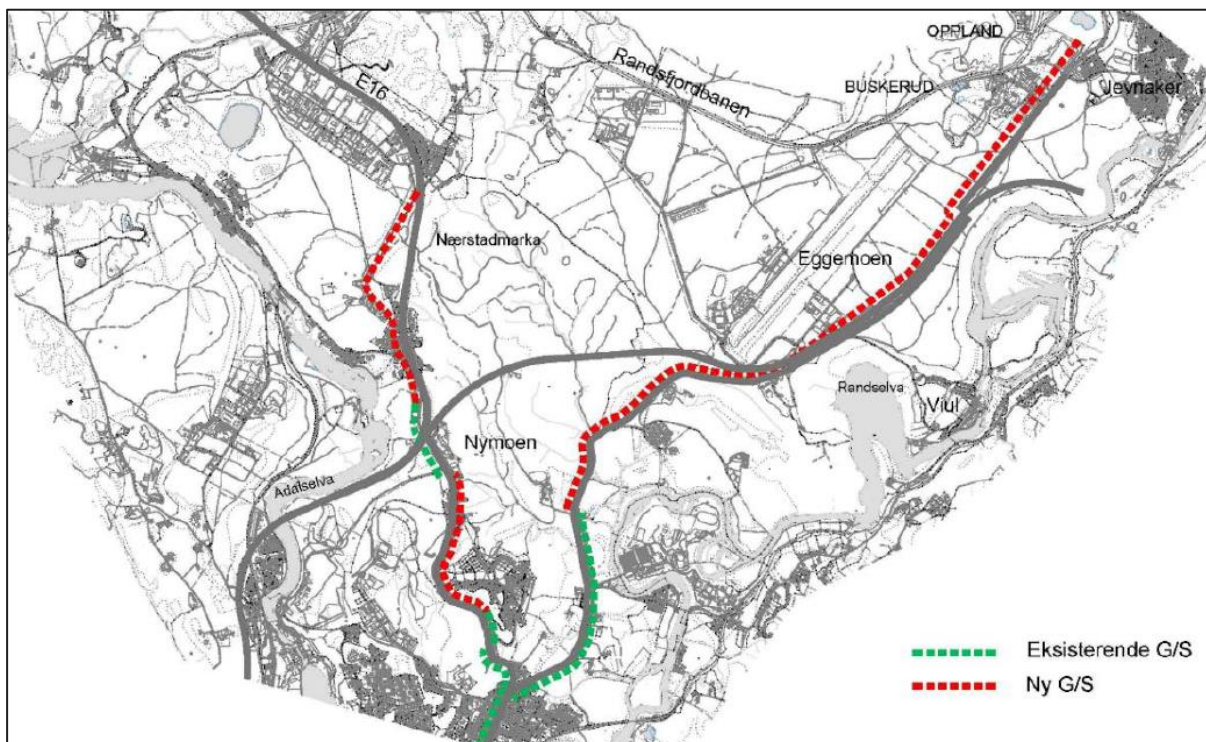 OPPLAND
E16
Randsfjordbanen
BUSKERUD
Jevnaker
Nærstadmarka
Eggemoen
Randselva
Viul
Nymoen
Ådalselva
Eksisterende G/S
Ny G/S